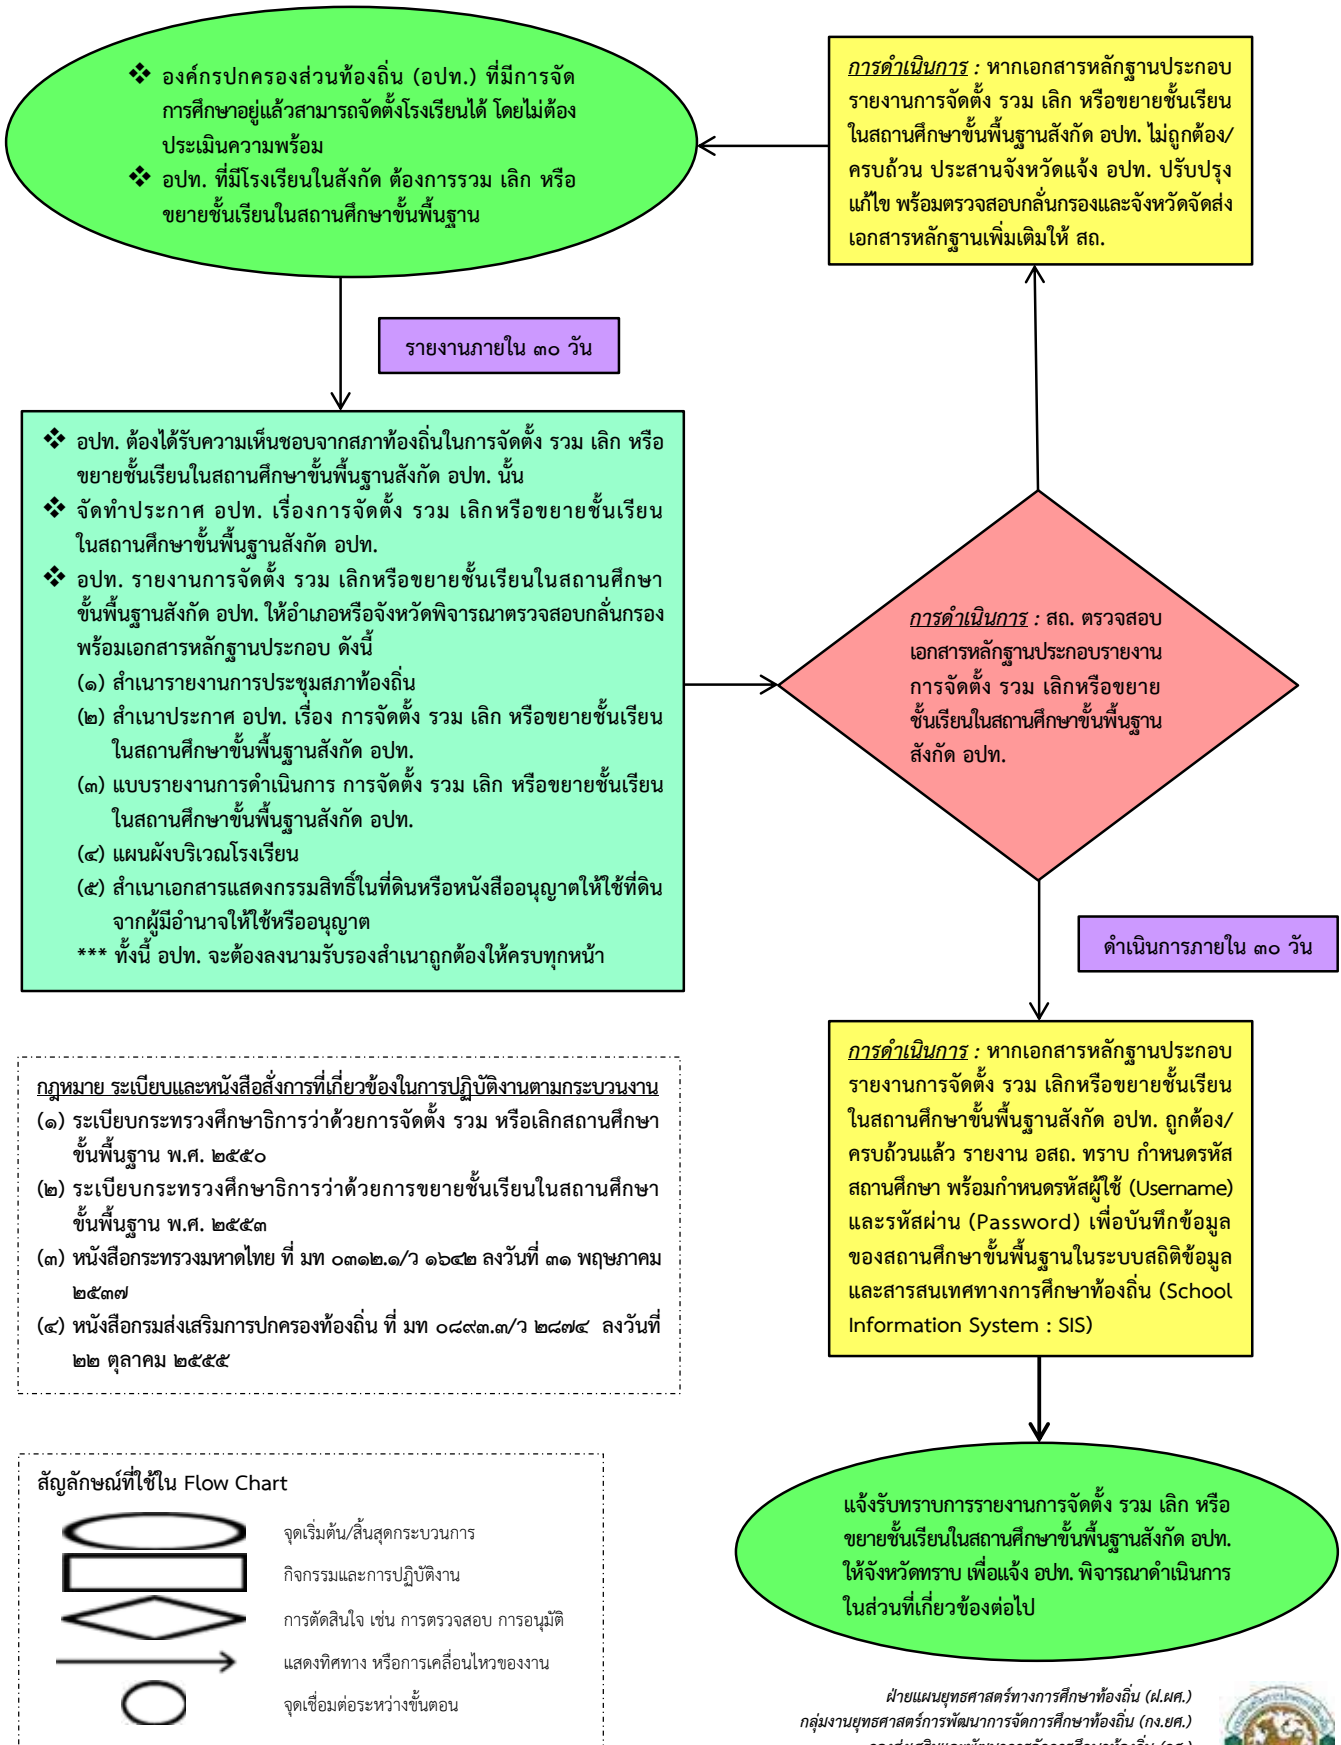 ❖ องค์กรปกครองส่วนท้องถิ่น (อปท.) ที่มีการจัด
การศึกษาอยู่แล้วสามารถจัดตั้งโรงเรียนได้ โดยไม่ต้อง
ประเมินความพร้อม
❖ อปท. ที่มีโรงเรียนในสังกัด ต้องการรวม เลิก หรือ
ขยายชั้นเรียนในสถานศึกษาขั้นพื้นฐาน
การดำเนินการ : หากเอกสารหลักฐานประกอบ
รายงานการจัดตั้ง รวม เลิก หรือขยายชั้นเรียน
ในสถานศึกษาขั้นพื้นฐานสังกัด อปท. ไม่ถูกต้อง/
ครบถ้วน ประสานจังหวัดแจ้ง อปท. ปรับปรุง
แก้ไข พร้อมตรวจสอบกลั่นกรองและจังหวัดจัดส่ง
เอกสารหลักฐานเพิ่มเติมให้ สถ.
รายงานภายใน ๓๐ วัน
❖ อปท. ต้องได้รับความเห็นชอบจากสภาท้องถิ่นในการจัดตั้ง รวม เลิก หรือ
ขยายชั้นเรียนในสถานศึกษาขั้นพื้นฐานสังกัด อปท. นั้น
❖ จัดทำประกาศ อปท. เรื่องการจัดตั้ง รวม เลิกหรือขยายชั้นเรียน
ในสถานศึกษาขั้นพื้นฐานสังกัด อปท.
❖ อปท. รายงานการจัดตั้ง รวม เลิกหรือขยายชั้นเรียนในสถานศึกษา
ขั้นพื้นฐานสังกัด อปท. ให้อำเภอหรือจังหวัดพิจารณาตรวจสอบกลั่นกรอง
พร้อมเอกสารหลักฐานประกอบ ดังนี้
(๑) สำเนารายงานการประชุมสภาท้องถิ่น
(๒) สำเนาประกาศ อปท. เรื่อง การจัดตั้ง รวม เลิก หรือขยายชั้นเรียน
ในสถานศึกษาขั้นพื้นฐานสังกัด อปท.
(๓) แบบรายงานการดำเนินการ การจัดตั้ง รวม เลิก หรือขยายชั้นเรียน
ในสถานศึกษาขั้นพื้นฐานสังกัด อปท.
(๔) แผนผังบริเวณโรงเรียน
(๕) สำเนาเอกสารแสดงกรรมสิทธิ์ในที่ดินหรือหนังสืออนุญาตให้ใช้ที่ดิน
จากผู้มีอำนาจให้ใช้หรืออนุญาต
*** ทั้งนี้ อปท. จะต้องลงนามรับรองสำเนาถูกต้องให้ครบทุกหน้า
การดำเนินการ : สถ. ตรวจสอบ
เอกสารหลักฐานประกอบรายงาน
การจัดตั้ง รวม เลิกหรือขยาย
ชั้นเรียนในสถานศึกษาขั้นพื้นฐาน
สังกัด อปท.
ดำเนินการภายใน ๓๐ วัน
การดำเนินการ : หากเอกสารหลักฐานประกอบ
รายงานการจัดตั้ง รวม เลิกหรือขยายชั้นเรียน
ในสถานศึกษาขั้นพื้นฐานสังกัด อปท. ถูกต้อง/
ครบถ้วนแล้ว รายงาน อสถ. ทราบ กำหนดรหัส
สถานศึกษา พร้อมกำหนดรหัสผู้ใช้ (Username)
และรหัสผ่าน (Password) เพื่อบันทึกข้อมูล
ของสถานศึกษาขั้นพื้นฐานในระบบสถิติข้อมูล
และสารสนเทศทางการศึกษาท้องถิ่น (School
Information System : SIS)
กฎหมาย ระเบียบและหนังสือสั่งการที่เกี่ยวข้องในการปฏิบัติงานตามกระบวนงาน
(๑) ระเบียบกระทรวงศึกษาธิการว่าด้วยการจัดตั้ง รวม หรือเลิกสถานศึกษา
ขั้นพื้นฐาน พ.ศ. ๒๕๕๐
(๒) ระเบียบกระทรวงศึกษาธิการว่าด้วยการขยายชั้นเรียนในสถานศึกษา
ขั้นพื้นฐาน พ.ศ. ๒๕๕๓
(๓) หนังสือกระทรวงมหาดไทย ที่ มท ๐๓๑๒.๑/ว ๑๖๔๒ ลงวันที่ ๓๑ พฤษภาคม
๒๕๓๗
(๔) หนังสือกรมส่งเสริมการปกครองท้องถิ่น ที่ มท ๐๘๙๓.๓/ว ๒๘๗๔ ลงวันที่
๒๒ ตุลาคม ๒๕๕๕
แจ้งรับทราบการรายงานการจัดตั้ง รวม เลิก หรือ
ขยายชั้นเรียนในสถานศึกษาขั้นพื้นฐานสังกัด อปท.
ให้จังหวัดทราบ เพื่อแจ้ง อปท. พิจารณาดำเนินการ
ในส่วนที่เกี่ยวข้องต่อไป
สัญลักษณ์ที่ใช้ใน Flow Chart
จุดเริ่มต้น/สิ้นสุดกระบวนการ
กิจกรรมและการปฏิบัติงาน
การตัดสินใจ เช่น การตรวจสอบ การอนุมัติ
แสดงทิศทาง หรือการเคลื่อนไหวของงาน
จุดเชื่อมต่อระหว่างขั้นตอน
ฝ่ายแผนยุทธศาสตร์ทางการศึกษาท้องถิ่น (ฝ.ผศ.)
กลุ่มงานยุทธศาสตร์การพัฒนาการจัดการศึกษาท้องถิ่น (กง.ยศ.)